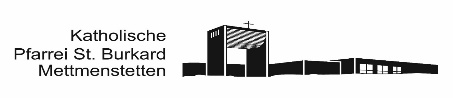 Katholische
Pfarrei St. Burkard
Mettmenstetten